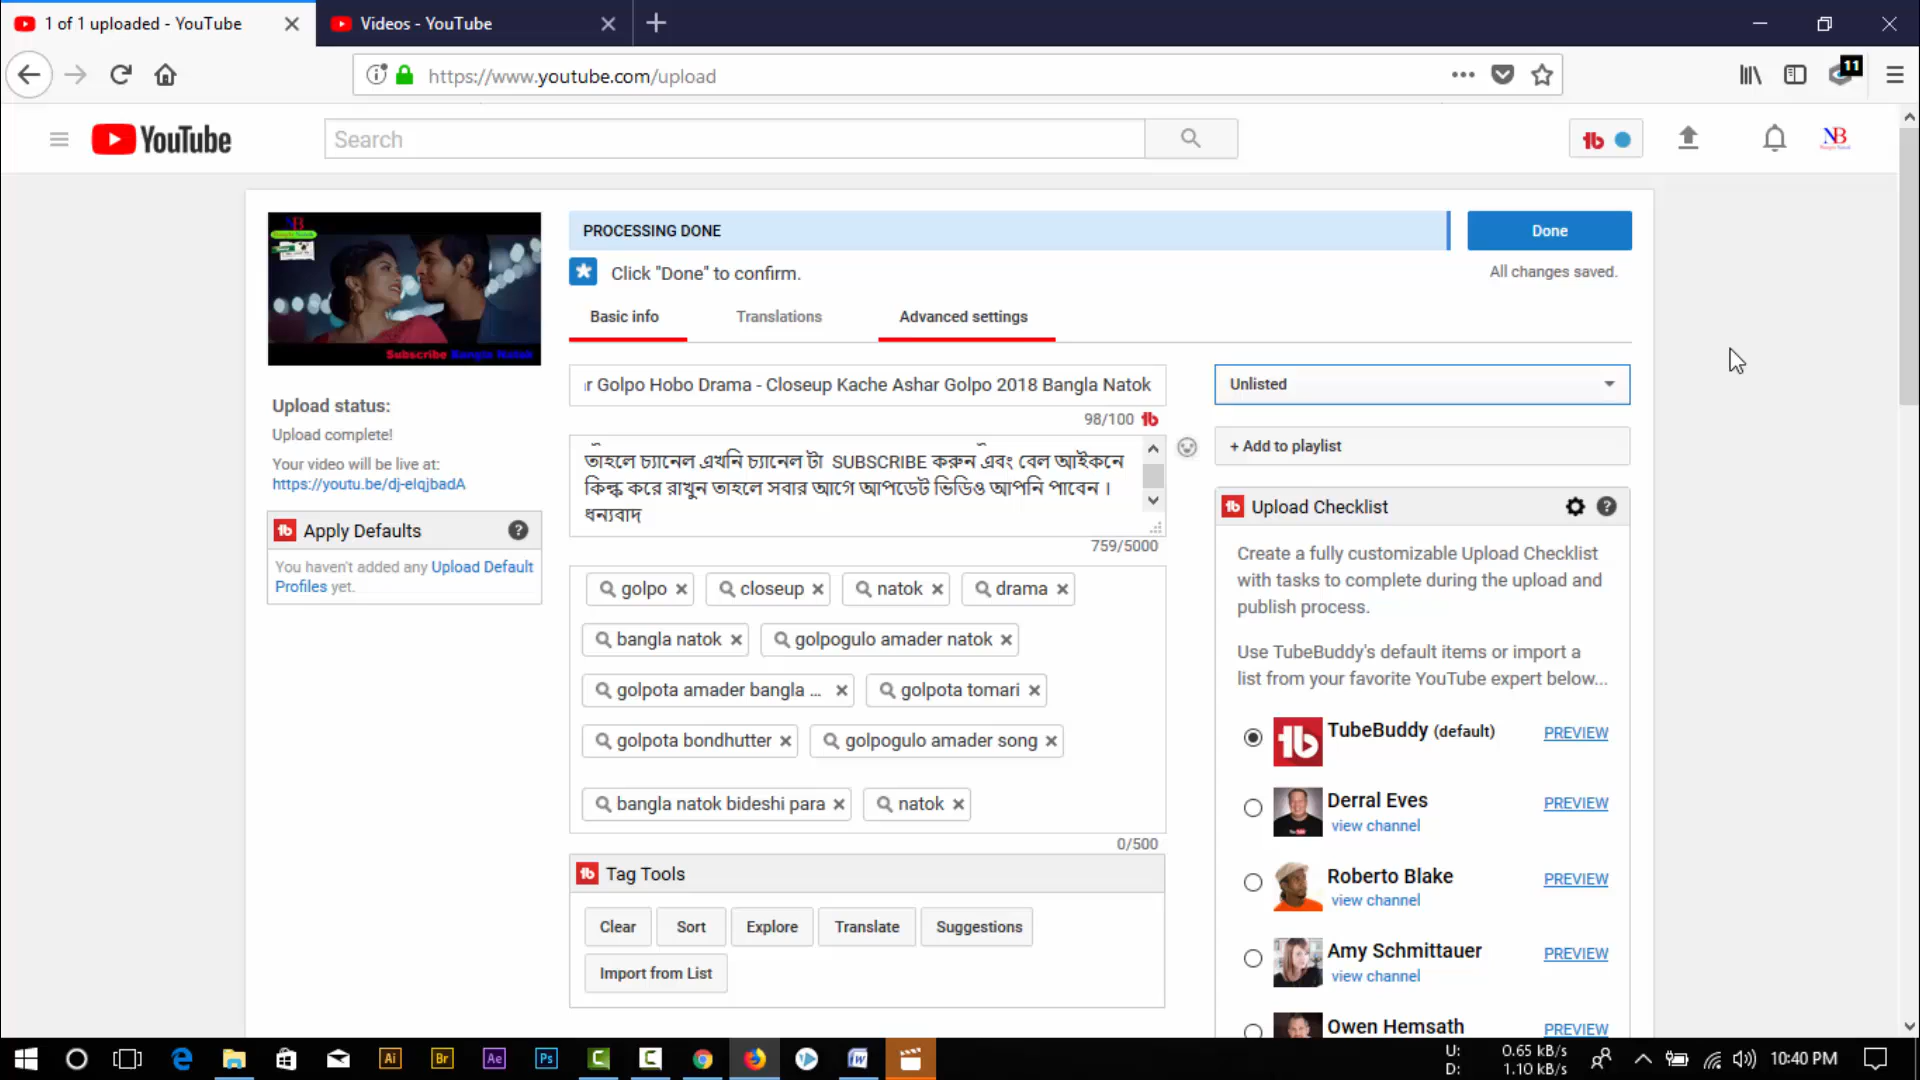 1 of 1 uploaded - YouTube
Videos - YouTube
https://www.youtube.com/upload
11
YouTube
Search
NB
PROCESSING DONE
Done
Click "Done" to confirm.
All changes saved.
Basic info
Translations
Advanced settings
Subscribe Bangla Natok
Upload status:
Upload complete!
Your video will be live at:
https://youtu.be/dj-elqjbadA
Apply Defaults
You haven't added any Upload Default
Profiles yet.
r Golpo Hobo Drama - Closeup Kache Ashar Golpo 2018 Bangla Natok
98/100
তাহলে চ্যানেল এখনি চ্যানেল টা SUBSCRIBE করুন এবং বেল আইকনে
কিল্ক করে রাখুন তাহলে সবার আগে আপডেট ভিডিও আপনি পাবেন ।
ধন্যবাদ
759/5000
golpo
closeup
natok
drama
bangla natok
golpogulo amader natok
golpota amader bangla ...
golpota tomari
golpota bondhutter
golpogulo amader song
bangla natok bideshi para
natok
0/500
Tag Tools
Clear
Sort
Explore
Translate
Suggestions
Import from List
Unlisted
+ Add to playlist
Upload Checklist
Create a fully customizable Upload Checklist
with tasks to complete during the upload and
publish process.
Use TubeBuddy's default items or import a
list from your favorite YouTube expert below...
TubeBuddy (default)
PREVIEW
Derral Eves
PREVIEW
view channel
Roberto Blake
PREVIEW
view channel
Amy Schmittauer
PREVIEW
view channel
Owen Hemsath
PREVIEW
Ai
Br
Ae
Ps
U: 0.65 kB/s
D: 1.10 kB/s
10:40 PM